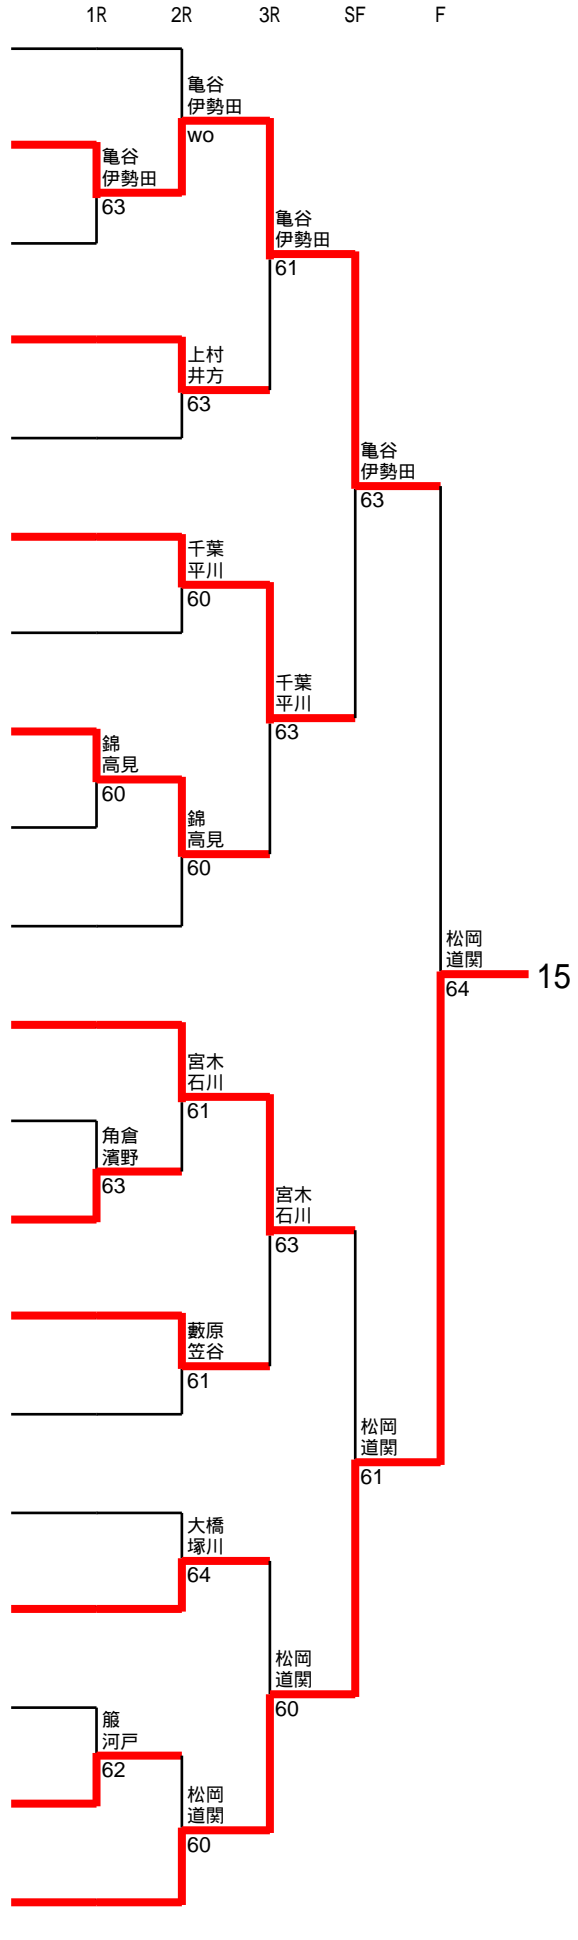 1R 2R 3R SF F
亀谷
伊勢田
wo
亀谷
伊勢田
63
亀谷
伊勢田
61
上村
井方
63
亀谷
伊勢田
63
千葉
平川
60
千葉
平川
63
錦
高見
60
錦
高見
60
松岡
道関
64
15
宮木
石川
61
角倉
濱野
63
宮木
石川
63
藪原
笠谷
61
松岡
道関
61
大橋
塚川
64
松岡
道関
60
箙
河戸
62
松岡
道関
60